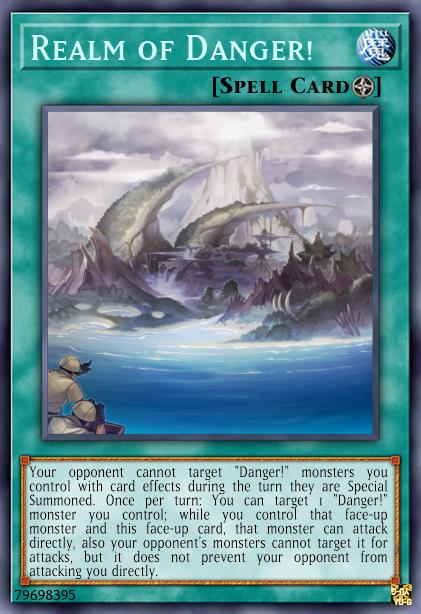 Realm of Danger!
魔
[Spell Card]
Your opponent cannot target "Danger!" monsters you
control with card effects during the turn they are Special
Summoned. Once per turn: You can target 1 "Danger!"
monster you control; while you control that face-up
monster and this face-up card, that monster can attack
directly, also your opponent's monsters cannot target it for
attacks, but it does not prevent your opponent from
attacking you directly.
79698395